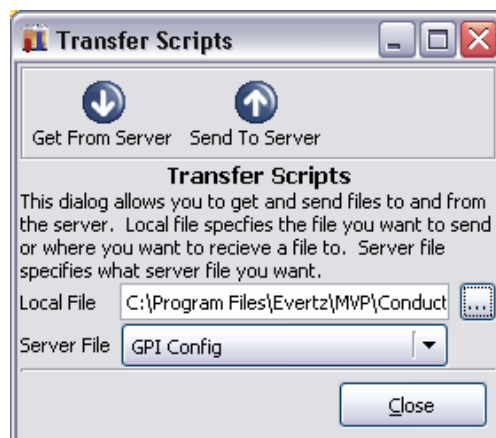 Transfer Scripts
Get From Server Send To Server
Transfer Scripts
This dialog allows you to get and send files to and from
the server. Local file specfies the file you want to send
or where you want to recieve a file to. Server file
specifies what server file you want.
Local File C:\Program Files\Evertz\MVP\Conduct ...
Server File GPI Config
Close